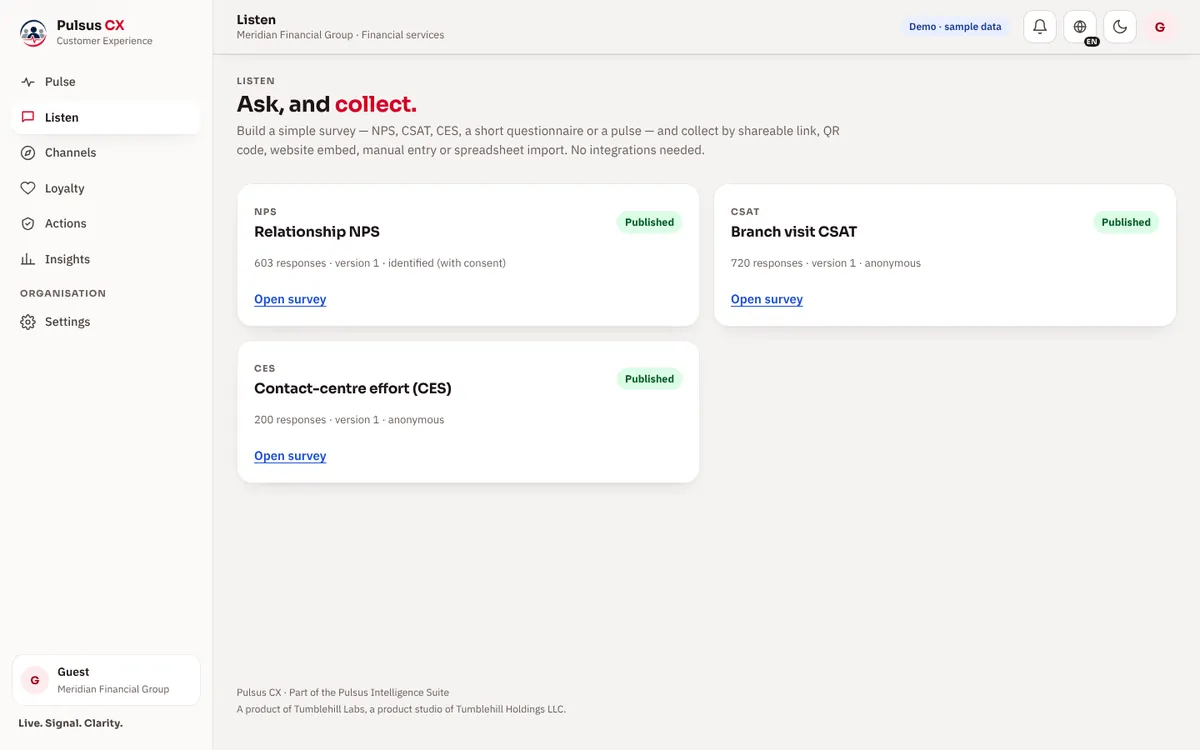 Pulsus CX
Customer Experience
Pulse
Listen
Channels
Loyalty
Actions
Insights
ORGANISATION
Settings
G
Guest
Meridian Financial Group
Live. Signal. Clarity.
Listen
Meridian Financial Group · Financial services
Demo · sample data
EN
G
LISTEN
Ask, and collect.
Build a simple survey — NPS, CSAT, CES, a short questionnaire or a pulse — and collect by shareable link, QR
code, website embed, manual entry or spreadsheet import. No integrations needed.
NPS
Relationship NPS
Published
603 responses · version 1 · identified (with consent)
Open survey
CSAT
Branch visit CSAT
Published
720 responses · version 1 · anonymous
Open survey
CES
Contact-centre effort (CES)
Published
200 responses · version 1 · anonymous
Open survey
Pulsus CX · Part of the Pulsus Intelligence Suite
A product of Tumblehill Labs, a product studio of Tumblehill Holdings LLC.